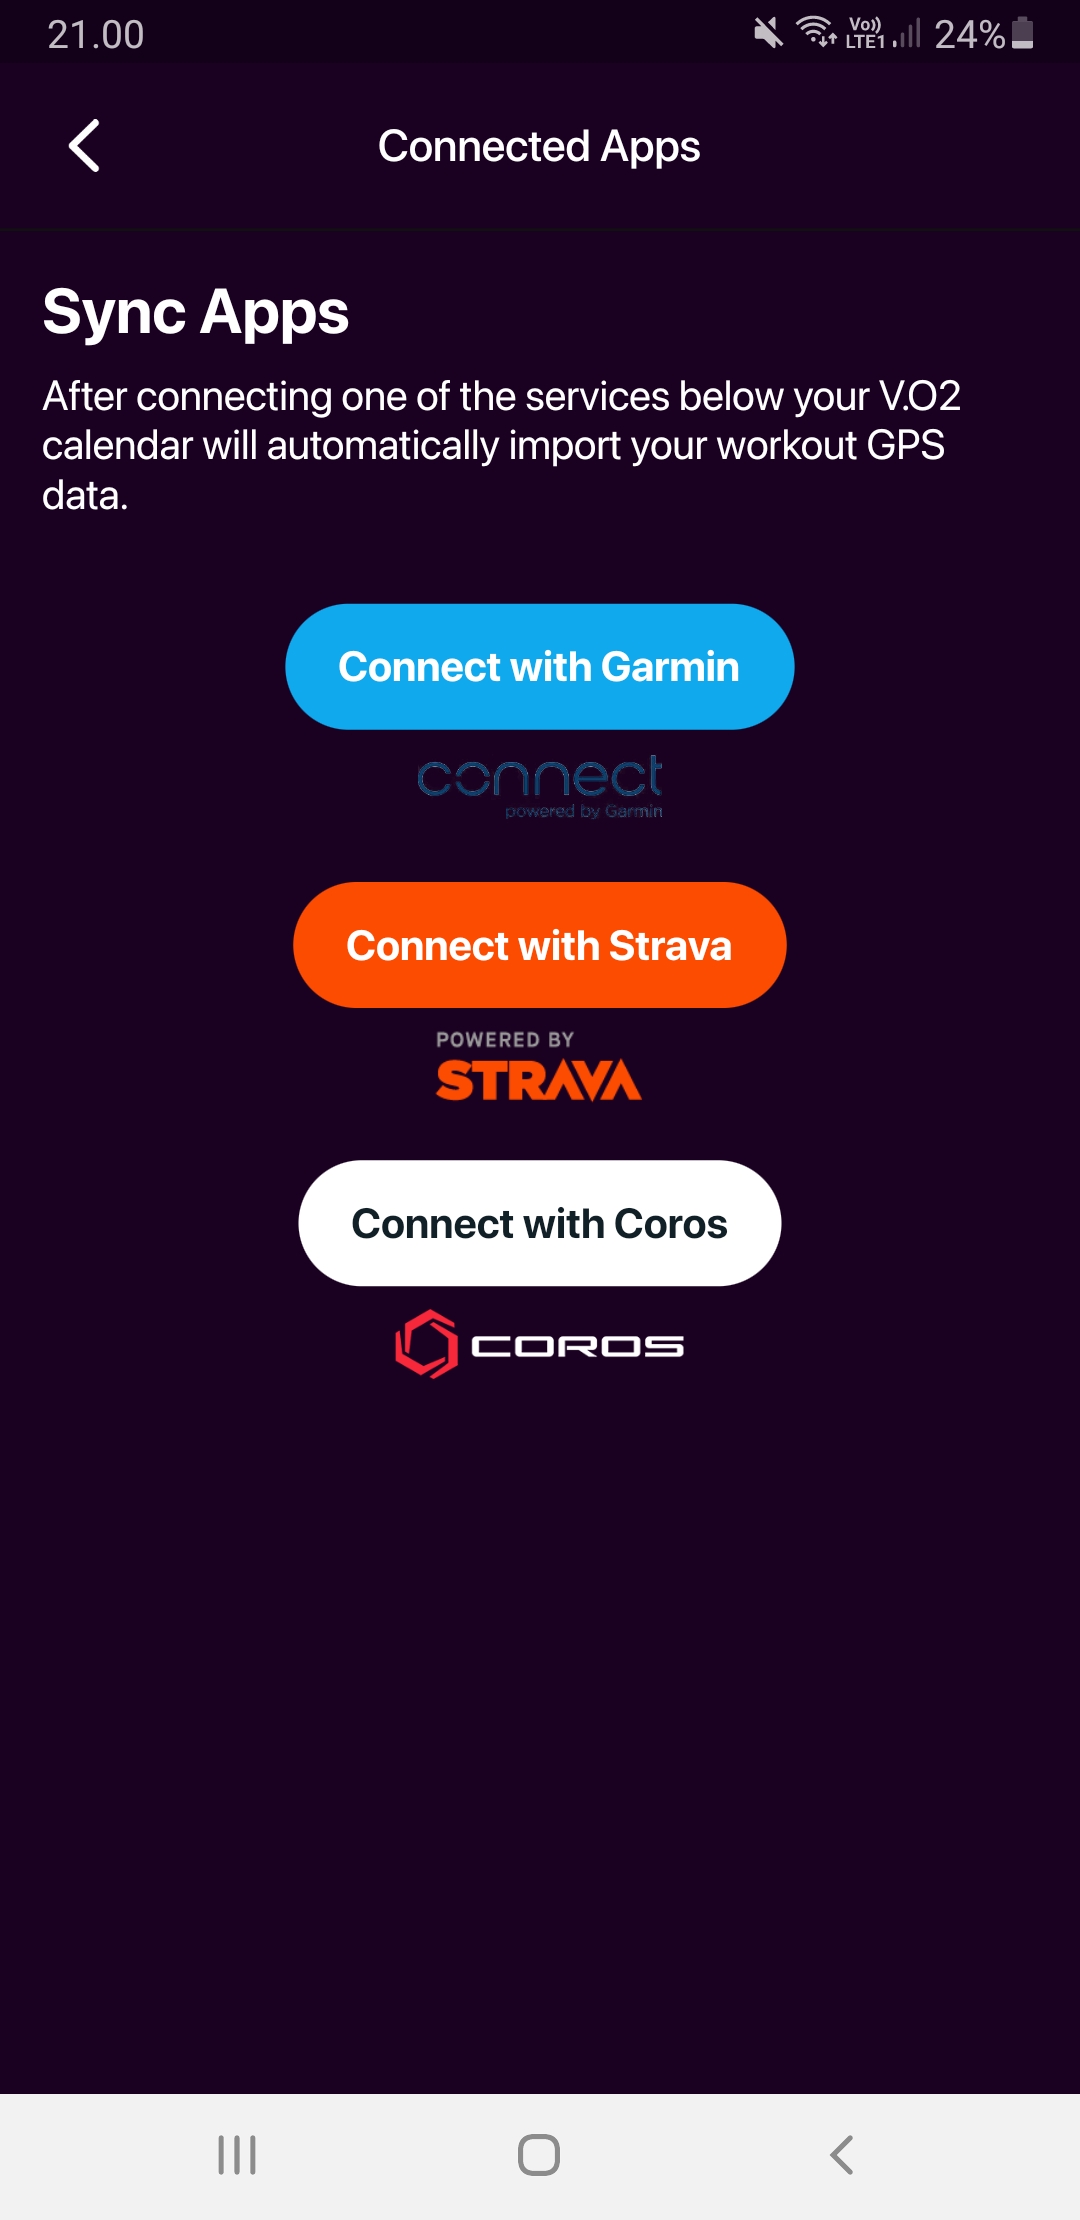 21.00
Vo)) LTE1 24%
Connected Apps
Sync Apps
After connecting one of the services below your V.O2
calendar will automatically import your workout GPS
data.
Connect with Garmin
connect
powered by Garmin
Connect with Strava
POWERED BY
STRAVA
Connect with Coros
COROS